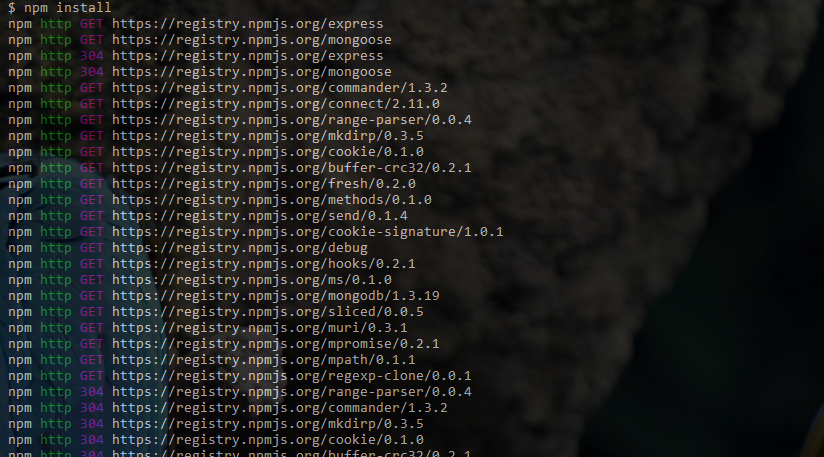 $ npm install
npm http GET https://registry.npmjs.org/express
npm http GET https://registry.npmjs.org/mongoose
npm http 304 https://registry.npmjs.org/express
npm http 304 https://registry.npmjs.org/mongoose
npm http GET https://registry.npmjs.org/commander/1.3.2
npm http GET https://registry.npmjs.org/connect/2.11.0
npm http GET https://registry.npmjs.org/range-parser/0.0.4
npm http GET https://registry.npmjs.org/mkdirp/0.3.5
npm http GET https://registry.npmjs.org/cookie/0.1.0
npm http GET https://registry.npmjs.org/buffer-crc32/0.2.1
npm http GET https://registry.npmjs.org/fresh/0.2.0
npm http GET https://registry.npmjs.org/methods/0.1.0
npm http GET https://registry.npmjs.org/send/0.1.4
npm http GET https://registry.npmjs.org/cookie-signature/1.0.1
npm http GET https://registry.npmjs.org/debug
npm http GET https://registry.npmjs.org/hooks/0.2.1
npm http GET https://registry.npmjs.org/ms/0.1.0
npm http GET https://registry.npmjs.org/mongodb/1.3.19
npm http GET https://registry.npmjs.org/sliced/0.0.5
npm http GET https://registry.npmjs.org/muri/0.3.1
npm http GET https://registry.npmjs.org/mpromise/0.2.1
npm http GET https://registry.npmjs.org/mpath/0.1.1
npm http GET https://registry.npmjs.org/regexp-clone/0.0.1
npm http 304 https://registry.npmjs.org/range-parser/0.0.4
npm http 304 https://registry.npmjs.org/commander/1.3.2
npm http 304 https://registry.npmjs.org/mkdirp/0.3.5
npm http 304 https://registry.npmjs.org/cookie/0.1.0
npm http 304 https://registry.npmjs.org/buffer-crc32/0.2.1